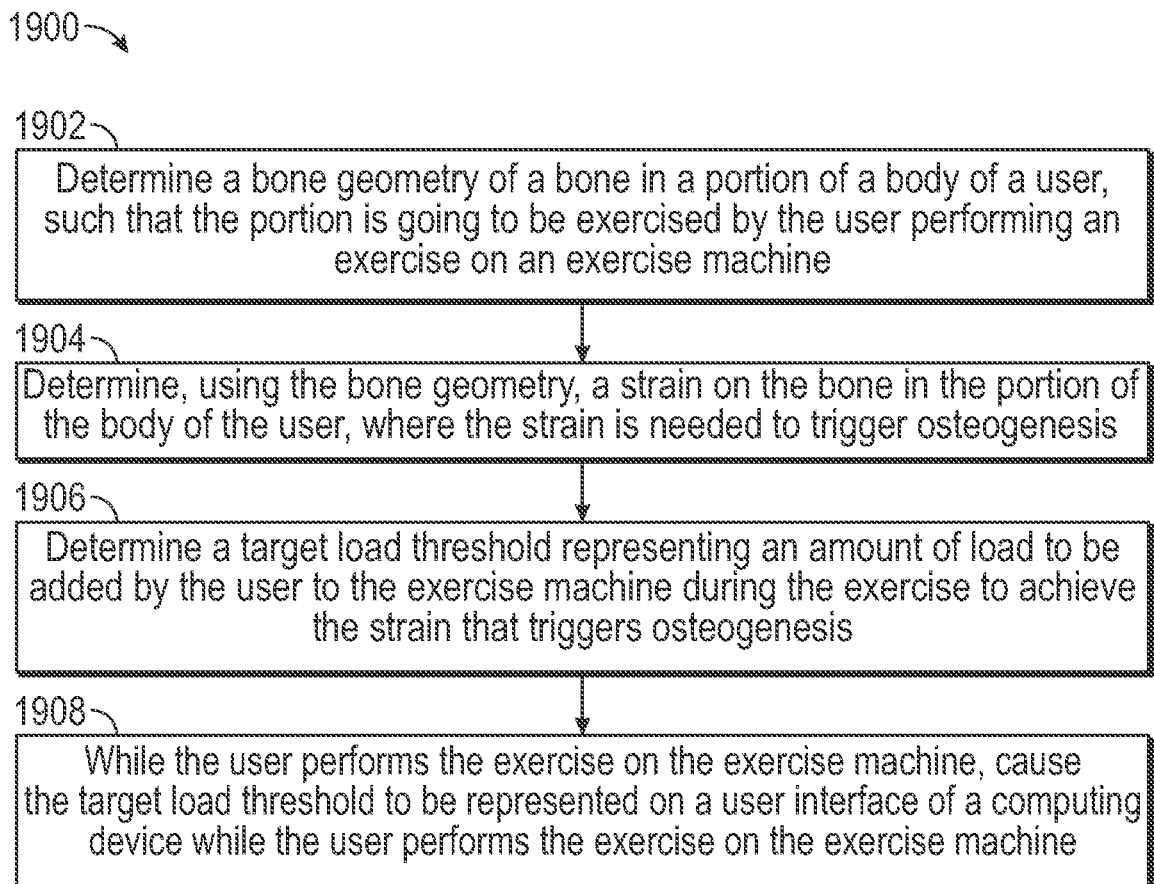 1900
1902
Determine a bone geometry of a bone in a portion of a body of a user,
such that the portion is going to be exercised by the user performing an
exercise on an exercise machine
1904
Determine, using the bone geometry, a strain on the bone in the portion of
the body of the user, where the strain is needed to trigger osteogenesis
1906
Determine a target load threshold representing an amount of load to be
added by the user to the exercise machine during the exercise to achieve
the strain that triggers osteogenesis
1908
While the user performs the exercise on the exercise machine, cause
the target load threshold to be represented on a user interface of a computing
device while the user performs the exercise on the exercise machine